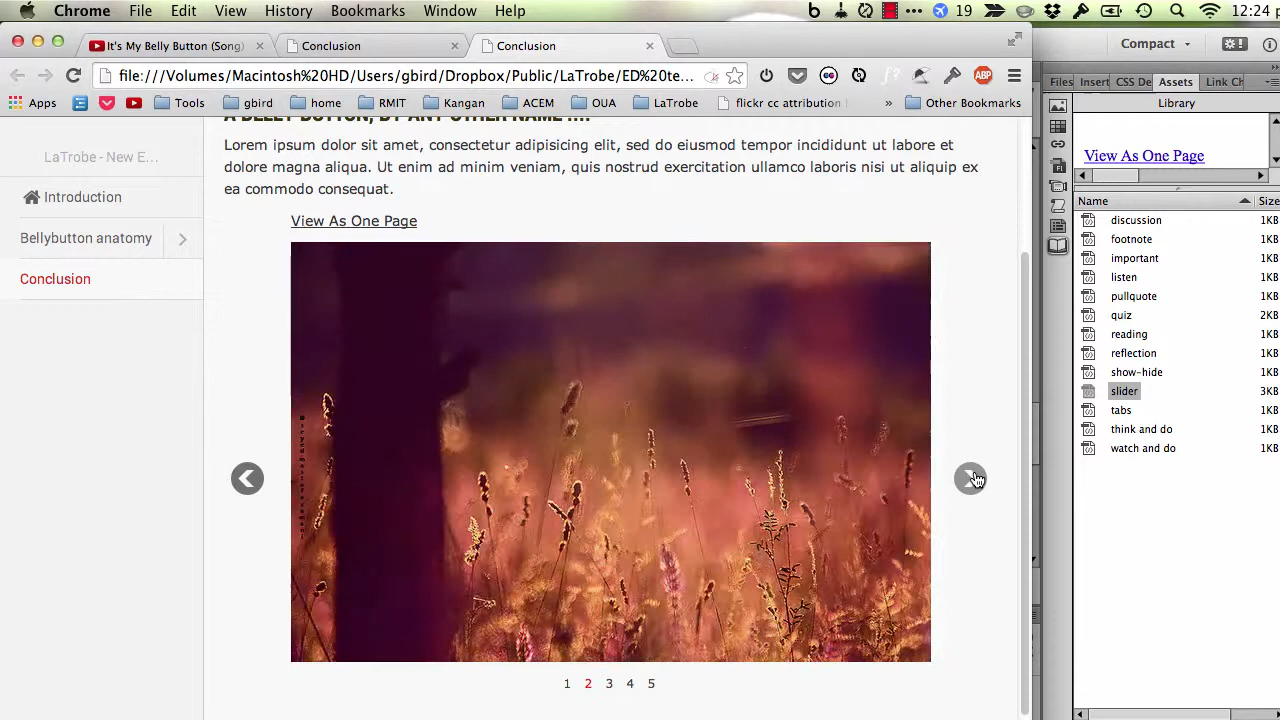 Chrome File Edit View History Bookmarks Window Help 19 12:24
It's My Belly Button (Song Conclusion Conclusion
file:///Volumes/Macintosh%20HD/Users/gbird/Dropbox/Public/LaTrobe/ED%20te...
ABP
Apps Tools gbird home RMIT Kangan ACEM OUA LaTrobe flickr cc attribution » Other Bookmarks
A BELLY BUTTON, BY ANY OTHER NAME ....
Lorem ipsum dolor sit amet, consectetur adipisicing elit, sed do eiusmod tempor incididunt ut labore et
dolore magna aliqua. Ut enim ad minim veniam, quis nostrud exercitation ullamco laboris nisi ut aliquip ex
ea commodo consequat.
View As One Page
1 2 3 4 5
LaTrobe - New E...
Introduction
Bellybutton anatomy
Conclusion
Compact
Files Insert CSS De Assets Link Ch
Library
View As One Page
Name Size
discussion 1KB
footnote 1KB
important 1KB
listen 1KB
pullquote 1KB
quiz 2KB
reading 1KB
reflection 1KB
show-hide 1KB
slider 3KB
tabs 1KB
think and do 1KB
watch and do 1KB